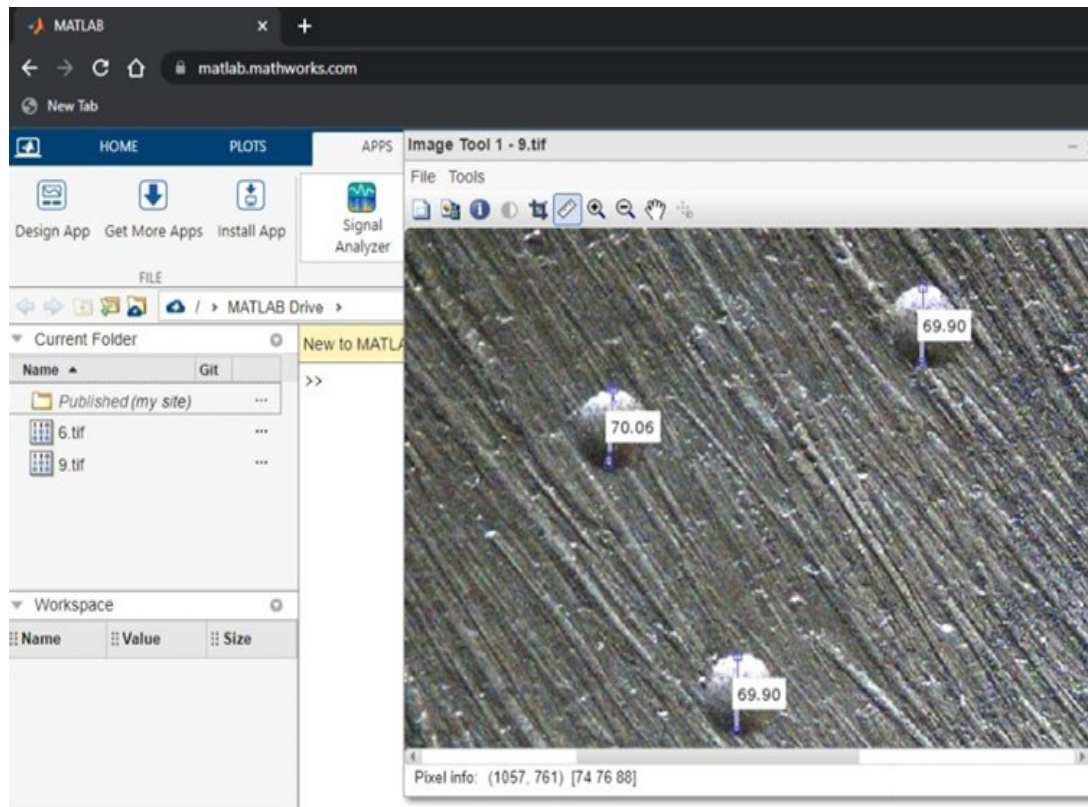 MATLAB
matlab.mathworks.com
New Tab
HOME PLOTS APPS
Image Tool 1 - 9.tif
File Tools
Design App Get More Apps Install App
Signal Analyzer
FILE
/ › MATLAB Drive ›
Current Folder
New to MATLA
Name Git
>>
Published (my site)
6.tif
9.tif
69.90
70.06
69.90
Workspace
Name Value Size
Pixel info: (1057, 761) [74 76 88]